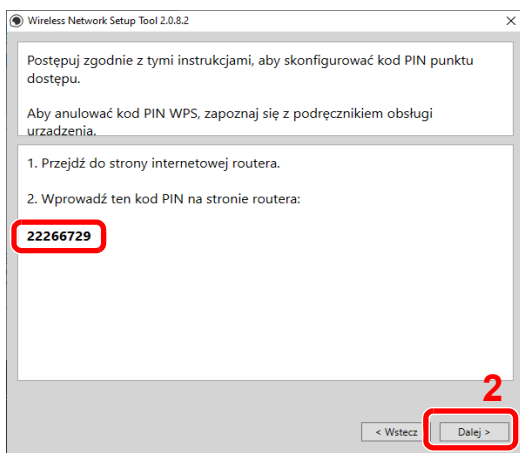 Wireless Network Setup Tool 2.0.8.2
Postępuj zgodnie z tymi instrukcjami, aby skonfigurować kod PIN punktu
dostępu.
Aby anulować kod PIN WPS, zapoznaj się z podręcznikiem obsługi
urzadzenia.
1. Przejdź do strony internetowej routera.
2. Wprowadź ten kod PIN na stronie routera:
22266729
2
< Wstecz
Dalej >